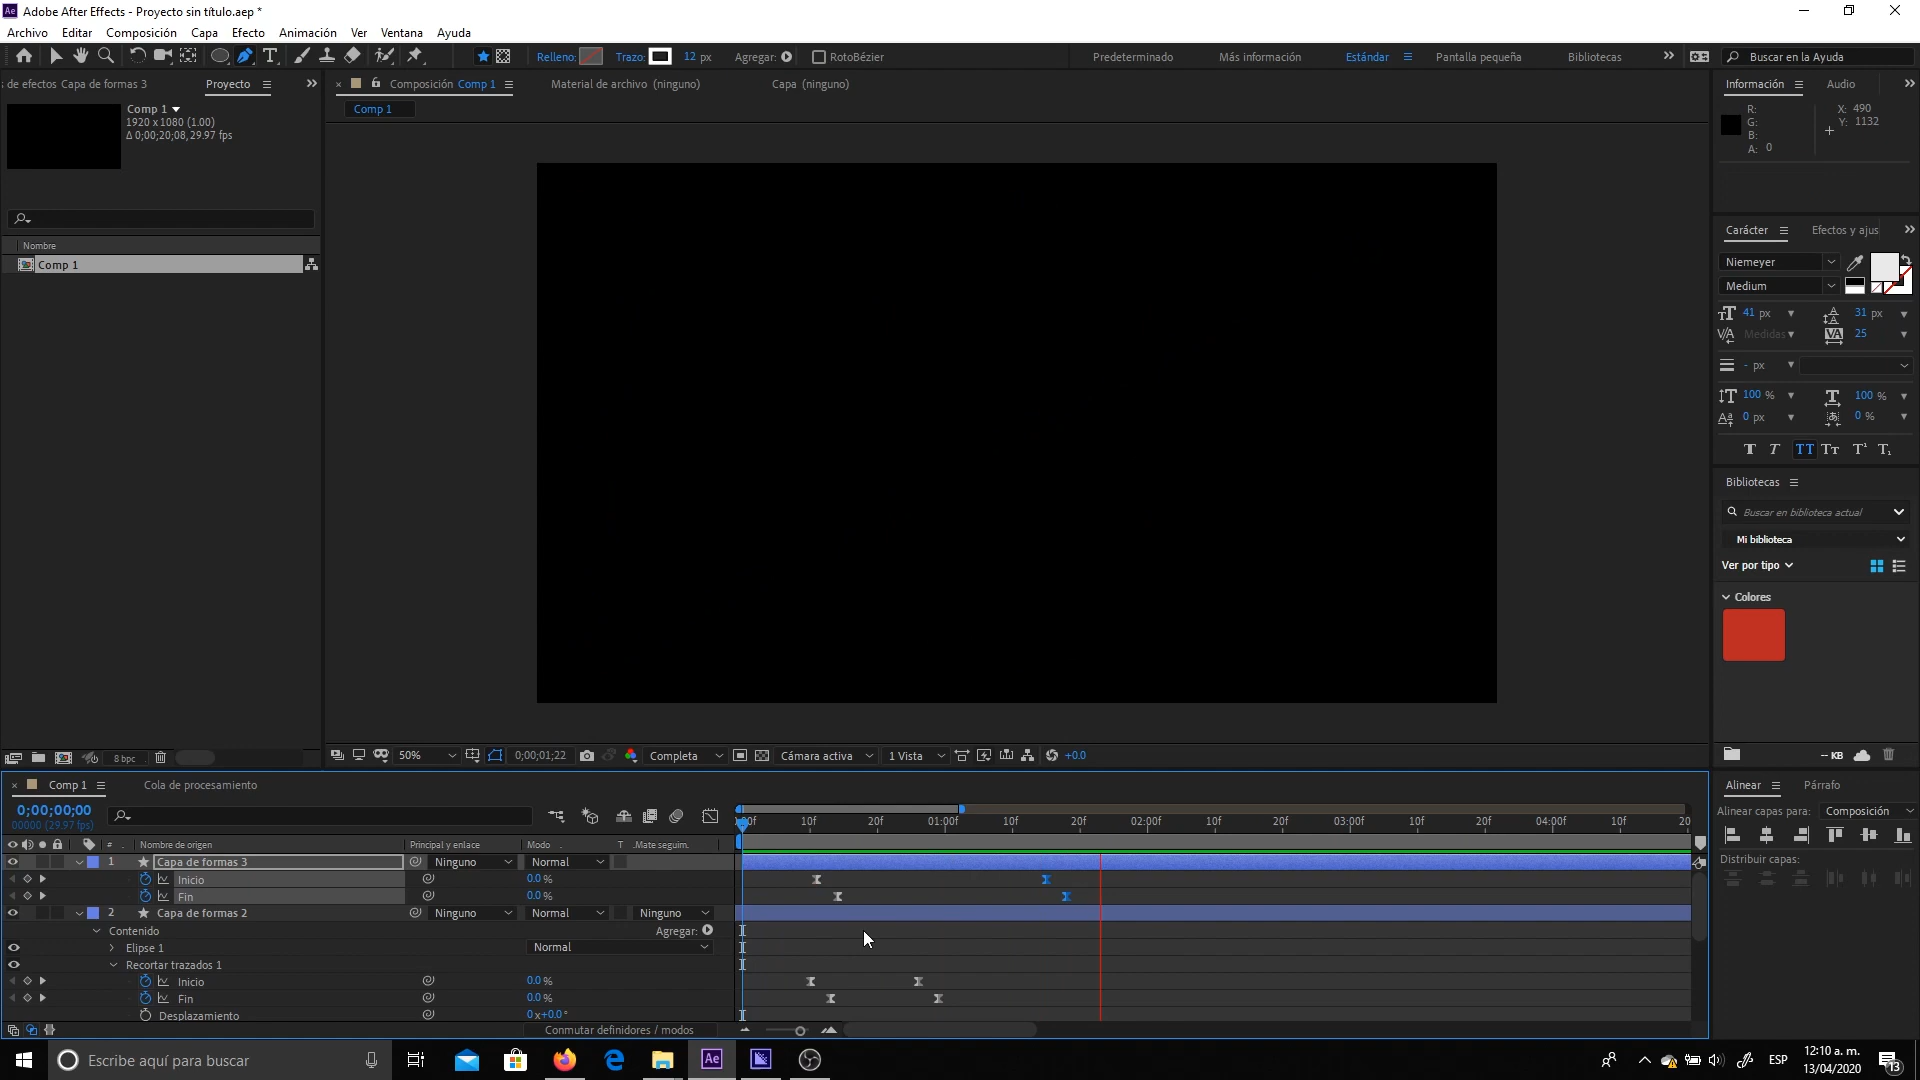 Adobe After Effects - Proyecto sin título.aep *
Archivo Editar Composición Capa Efecto Animación Ver Ventana Ayuda
Relleno: Trazo: 12 px Agregar: RotoBézier Predeterminado Más información Estándar Pantalla pequeña Bibliotecas Buscar en la Ayuda
de efectos Capa de formas 3 Proyecto
Composición Comp 1 Material de archivo (ninguno) Capa (ninguno)
Información Audio
Comp 1
1920 x 1080 (1.00)
Δ 0;00;20;08, 29.97 fps
Comp 1
R:
G:
B:
A: 0
X: 490
Y: 1132
Nombre
Comp 1
Carácter Efectos y ajus
Niemeyer
Medium
41 px 31 px
Medidas 25
- px
100 % 100 %
0 px 0 %
Bibliotecas
Buscar en biblioteca actual
Mi biblioteca
Ver por tipo
Colores
8 bpc
50% 0;00;01;22 Completa Cámara activa 1 Vista +0.0
-- KB
Comp 1 Cola de procesamiento
Alinear Párrafo
0;00;00;00
00000 (29.97 fps)
Alinear capas para: Composición
10f 20f 01:00f 10f 20f 02:00f 10f 20f 03:00f 10f 20f 04:00f 10f 20
# Nombre de origen Principal y enlace Modo T .Mate seguim.
Distribuir capas:
1 Capa de formas 3 Ninguno Normal
Inicio 0.0 %
Fin 0.0 %
2 Capa de formas 2 Ninguno Normal Ninguno
Contenido Agregar:
Elipse 1 Normal
Recortar trazados 1
Inicio 0.0 %
Fin 0.0 %
Desplazamiento 0 x+0.0 °
Conmutar definidores / modos
Escribe aquí para buscar
Ae
ESP
12:10 a. m.
13/04/2020
13